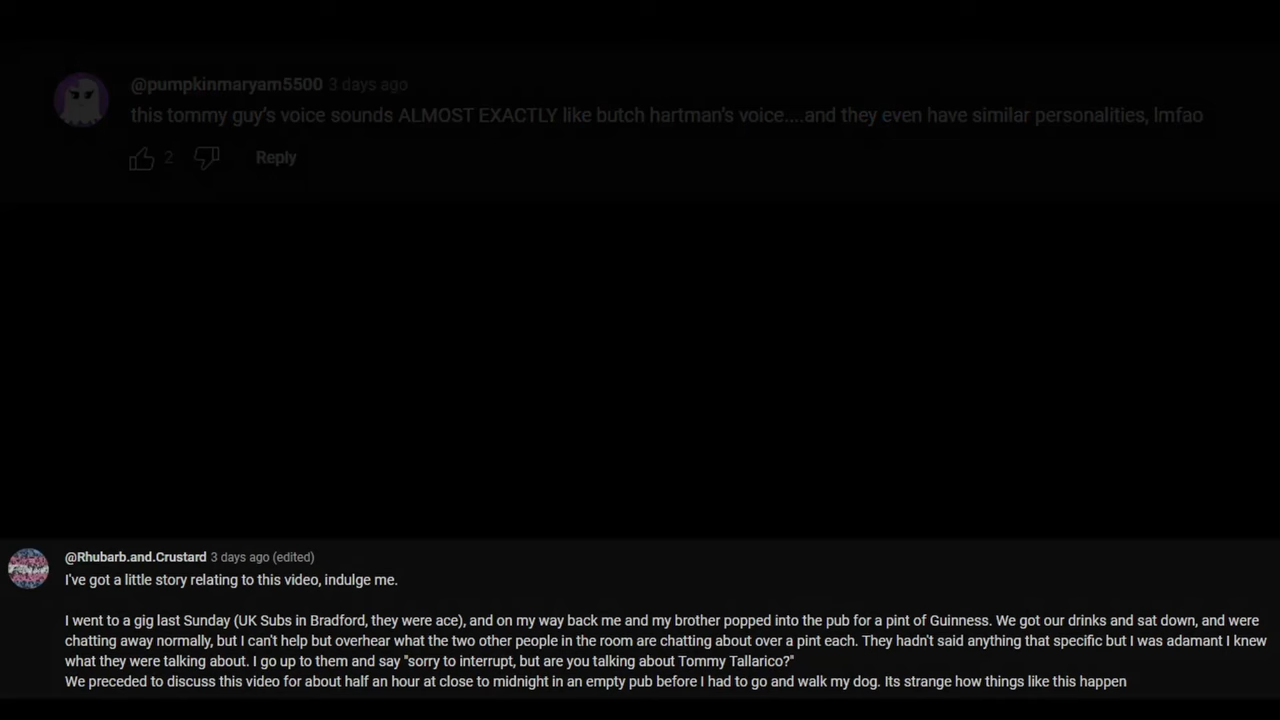 @pumpkinmaryam5500 3 days ago
this tommy guy's voice sounds ALMOST EXACTLY like butch hartman's voice....and they even have similar personalities, lmfao
2 Reply
@Rhubarb.and.Crustard 3 days ago (edited)
I've got a little story relating to this video, indulge me.
I went to a gig last Sunday (UK Subs in Bradford, they were ace), and on my way back me and my brother popped into the pub for a pint of Guinness. We got our drinks and sat down, and were
chatting away normally, but I can't help but overhear what the two other people in the room are chatting about over a pint each. They hadn't said anything that specific but I was adamant I knew
what they were talking about. I go up to them and say "sorry to interrupt, but are you talking about Tommy Tallarico?"
We preceded to discuss this video for about half an hour at close to midnight in an empty pub before I had to go and walk my dog. Its strange how things like this happen